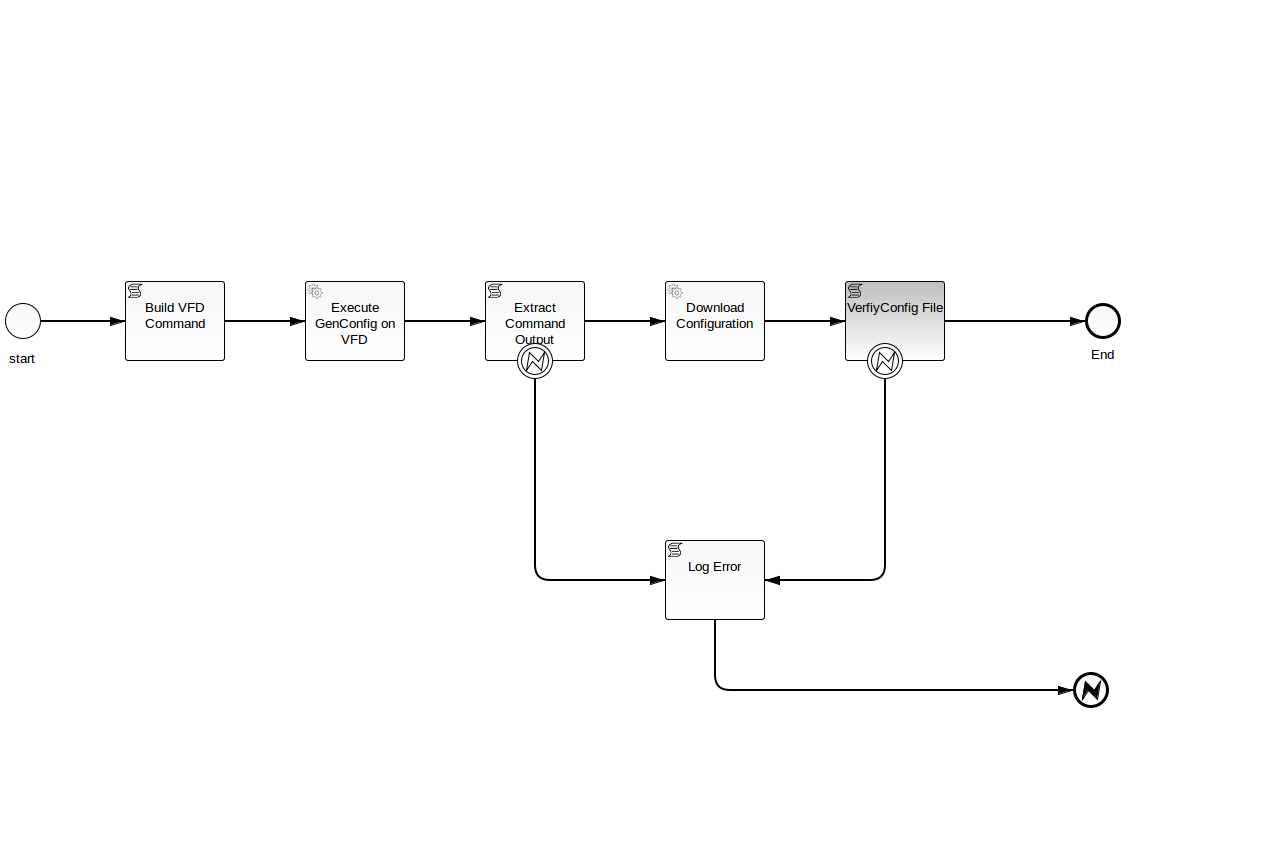 start
Build VFD
Command
Execute
GenConfig on
VFD
Extract
Command
Output
Download
Configuration
VerfiyConfig File
End
Log Error